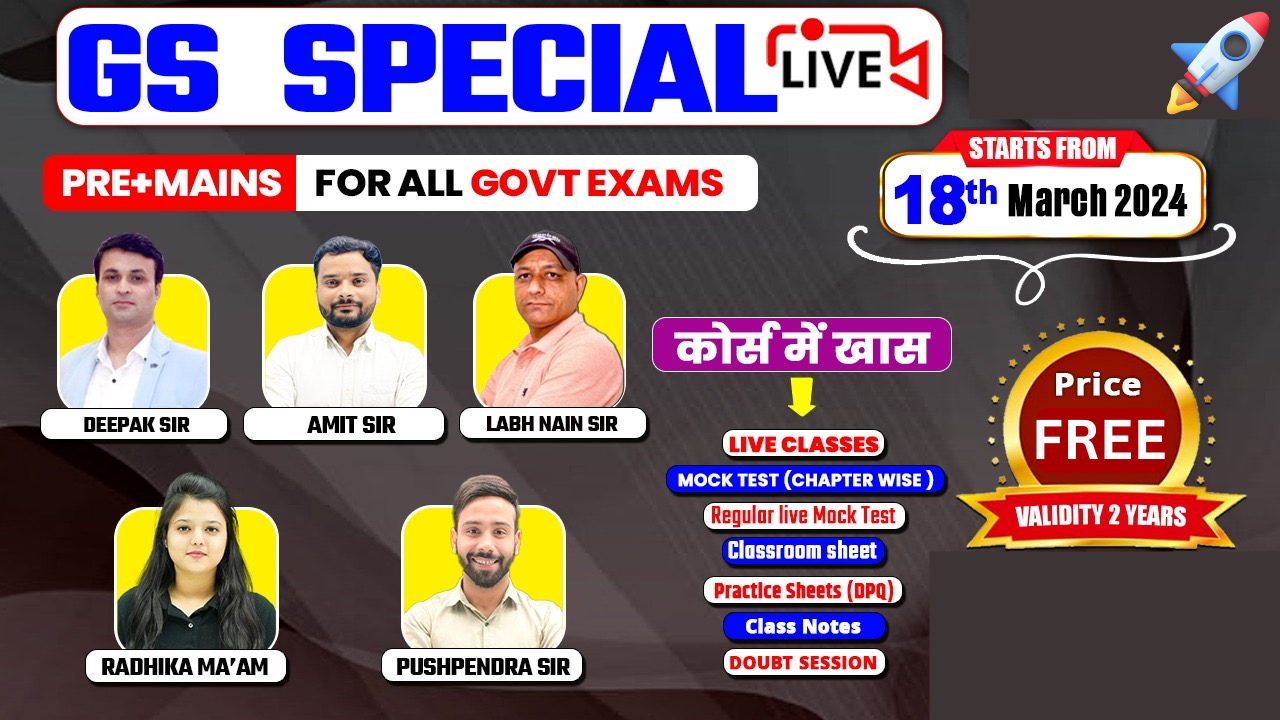 GS SPECIAL LIVE
PRE+MAINS FOR ALL GOVT EXAMS
STARTS FROM
18th March 2024
DEEPAK SIR
AMIT SIR
LABH NAIN SIR
RADHIKA MA'AM
PUSHPENDRA SIR
कोर्स में खास
LIVE CLASSES
MOCK TEST (CHAPTER WISE )
Regular live Mock Test
Classroom sheet
Practice Sheets (DPQ)
Class Notes
DOUBT SESSION
Price
FREE
VALIDITY 2 YEARS